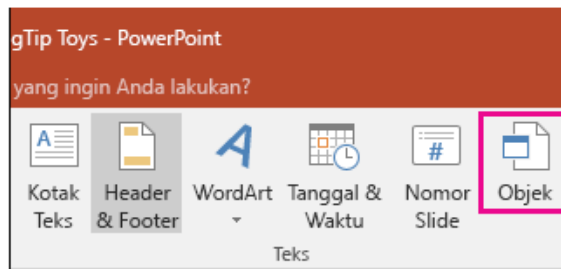 gTip Toys - PowerPoint
yang ingin Anda lakukan?
Kotak Teks
Header & Footer
WordArt
Tanggal & Waktu
Nomor Slide
Objek
Teks